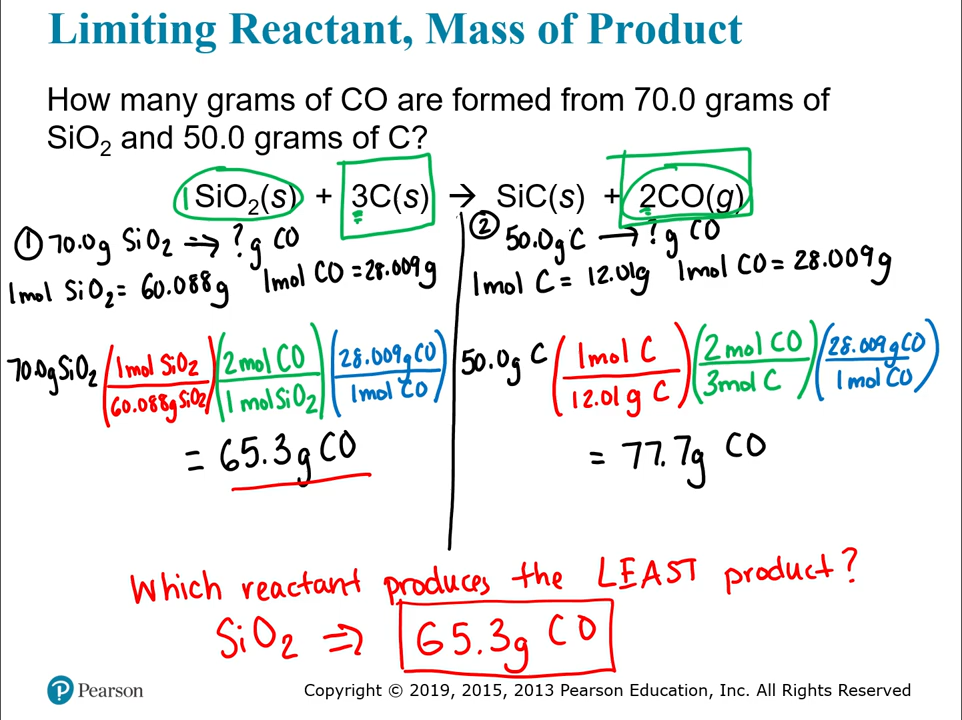 Limiting Reactant, Mass of Product
How many grams of CO are formed from 70.0 grams of
SiO₂ and 50.0 grams of C?
1SiO₂(s) + 3C(s) → SiC(s) + 2CO(g)
① 70.0g SiO₂ ⇒ ?g CO
1mol SiO₂ = 60.088g 1mol CO = 28.009g
70.0g SiO₂ (1mol SiO₂ / 60.088g SiO₂) (2mol CO / 1molSiO₂) (28.009g CO / 1mol CO)
= 65.3g CO
② 50.0g C → ?g CO
1mol C = 12.01g 1mol CO = 28.009g
50.0g C (1mol C / 12.01g C) (2mol CO / 3mol C) (28.009g CO / 1mol CO)
= 77.7g CO
Which reactant produces the LEAST product?
SiO₂ ⇒ 65.3g CO
P Pearson
Copyright © 2019, 2015, 2013 Pearson Education, Inc. All Rights Reserved